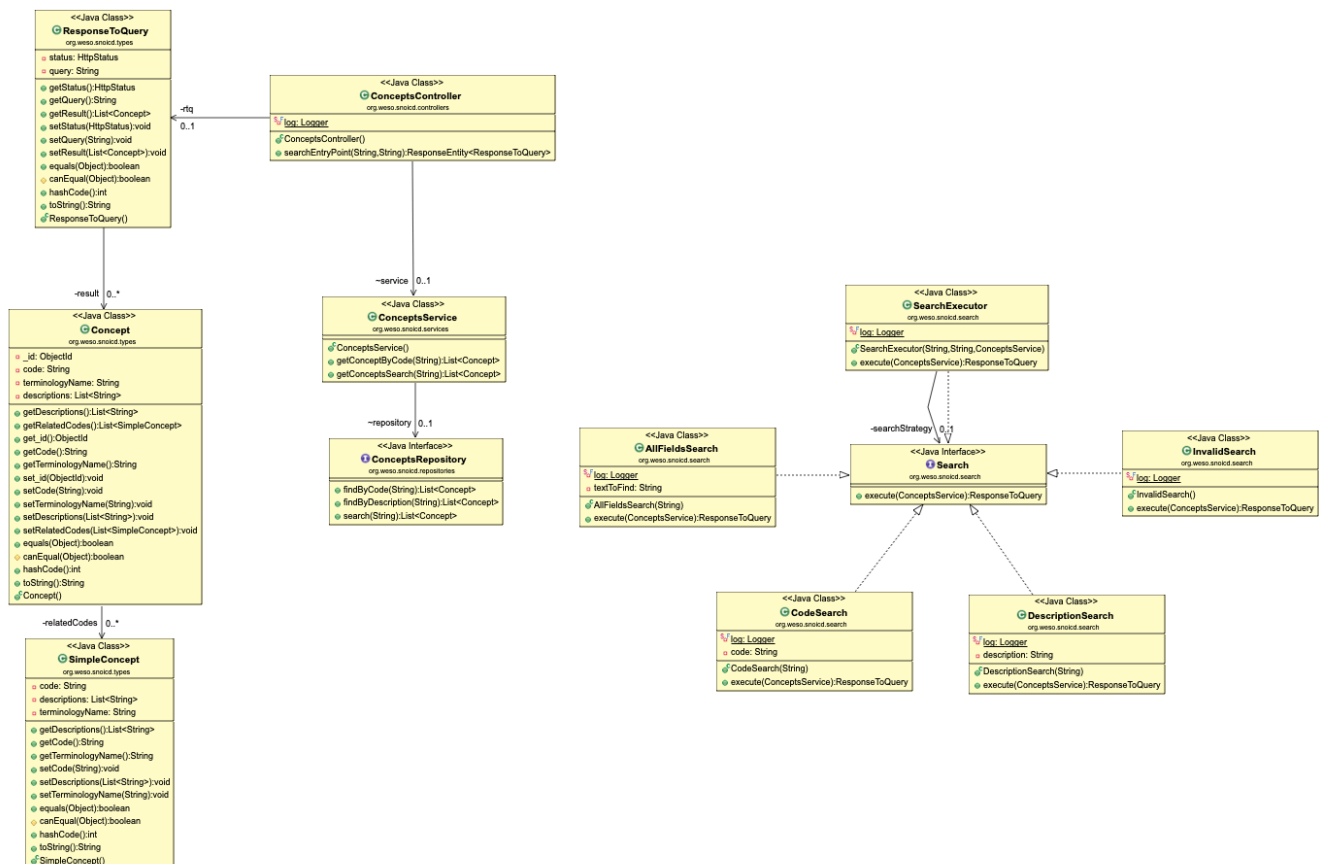 <<Java Class>>
ResponseToQuery
org.weso.snoicd.types
status: HttpStatus
query: String
getStatus():HttpStatus
getQuery():String
getResult():List<Concept>
setStatus(HttpStatus):void
setQuery(String):void
setResult(List<Concept>):void
equals(Object):boolean
canEqual(Object):boolean
hashCode():int
toString():String
ResponseToQuery()
-rtq
0..1
<<Java Class>>
ConceptsController
org.weso.snoicd.controllers
log: Logger
ConceptsController()
searchEntryPoint(String,String):ResponseEntity<ResponseToQuery>
-result 0..*
<<Java Class>>
Concept
org.weso.snoicd.types
_id: ObjectId
code: String
terminologyName: String
descriptions: List<String>
getDescriptions():List<String>
getRelatedCodes():List<SimpleConcept>
get_id():ObjectId
getCode():String
getTerminologyName():String
set_id(ObjectId):void
setCode(String):void
setTerminologyName(String):void
setDescriptions(List<String>):void
setRelatedCodes(List<SimpleConcept>):void
equals(Object):boolean
canEqual(Object):boolean
hashCode():int
toString():String
Concept()
-relatedCodes 0..*
<<Java Class>>
SimpleConcept
org.weso.snoicd.types
code: String
descriptions: List<String>
terminologyName: String
getDescriptions():List<String>
getCode():String
getTerminologyName():String
setCode(String):void
setDescriptions(List<String>):void
setTerminologyName(String):void
equals(Object):boolean
canEqual(Object):boolean
hashCode():int
toString():String
SimpleConcept()
~service 0..1
<<Java Class>>
ConceptsService
org.weso.snoicd.services
ConceptsService()
getConceptByCode(String):List<Concept>
getConceptsSearch(String):List<Concept>
~repository 0..1
<<Java Interface>>
ConceptsRepository
org.weso.snoicd.repositories
findByCode(String):List<Concept>
findByDescription(String):List<Concept>
search(String):List<Concept>
<<Java Class>>
SearchExecutor
org.weso.snoicd.search
log: Logger
SearchExecutor(String,String,ConceptsService)
execute(ConceptsService):ResponseToQuery
-searchStrategy 0..1
<<Java Class>>
AllFieldsSearch
org.weso.snoicd.search
log: Logger
textToFind: String
AllFieldsSearch(String)
execute(ConceptsService):ResponseToQuery
<<Java Interface>>
Search
org.weso.snoicd.search
execute(ConceptsService):ResponseToQuery
<<Java Class>>
InvalidSearch
org.weso.snoicd.search
log: Logger
InvalidSearch()
execute(ConceptsService):ResponseToQuery
<<Java Class>>
CodeSearch
org.weso.snoicd.search
log: Logger
code: String
CodeSearch(String)
execute(ConceptsService):ResponseToQuery
<<Java Class>>
DescriptionSearch
org.weso.snoicd.search
log: Logger
description: String
DescriptionSearch(String)
execute(ConceptsService):ResponseToQuery